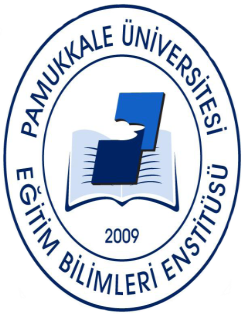 PAMUKKALE ÜNİVERSİTESİ
2009
EĞİTİM BİLİMLERİ ENSTİTÜSÜ